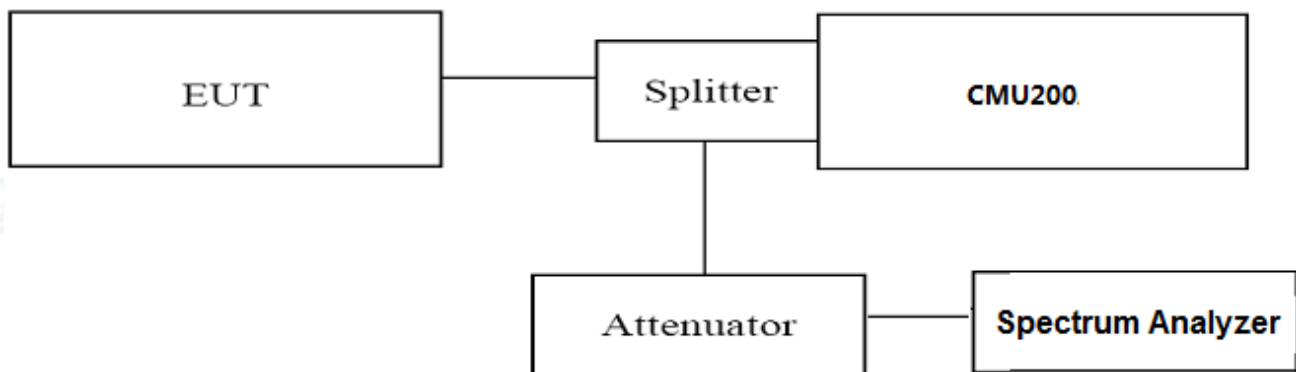 EUT
Splitter
CMU200
Attenuator
Spectrum Analyzer